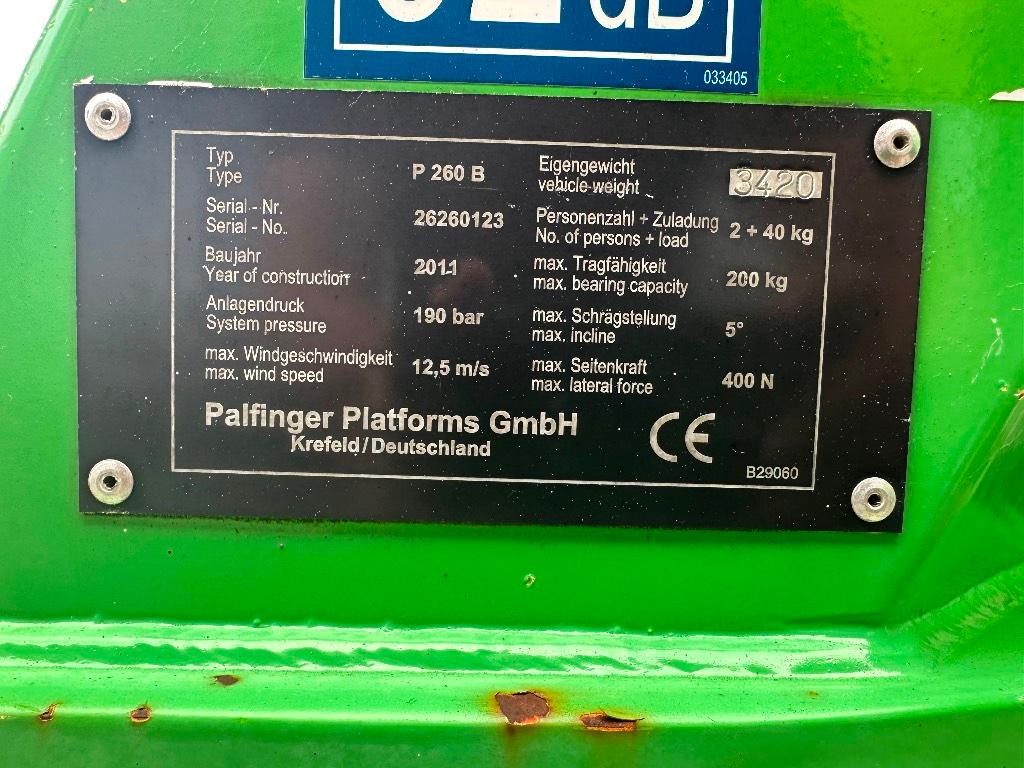 dB
033405
Typ
Type
P 260 B
Serial - Nr.
Serial - No.
26260123
Baujahr
Year of construction
2011
Anlagendruck
System pressure
190 bar
max. Windgeschwindigkeit
max. wind speed
12,5 m/s
Eigengewicht
vehicle weight
3420
Personenzahl + Zuladung
No. of persons + load
2 + 40 kg
max. Tragfähigkeit
max. bearing capacity
200 kg
max. Schrägstellung
max. incline
5°
max. Seitenkraft
max. lateral force
400 N
Palfinger Platforms GmbH
Krefeld/Deutschland
CE
B29060